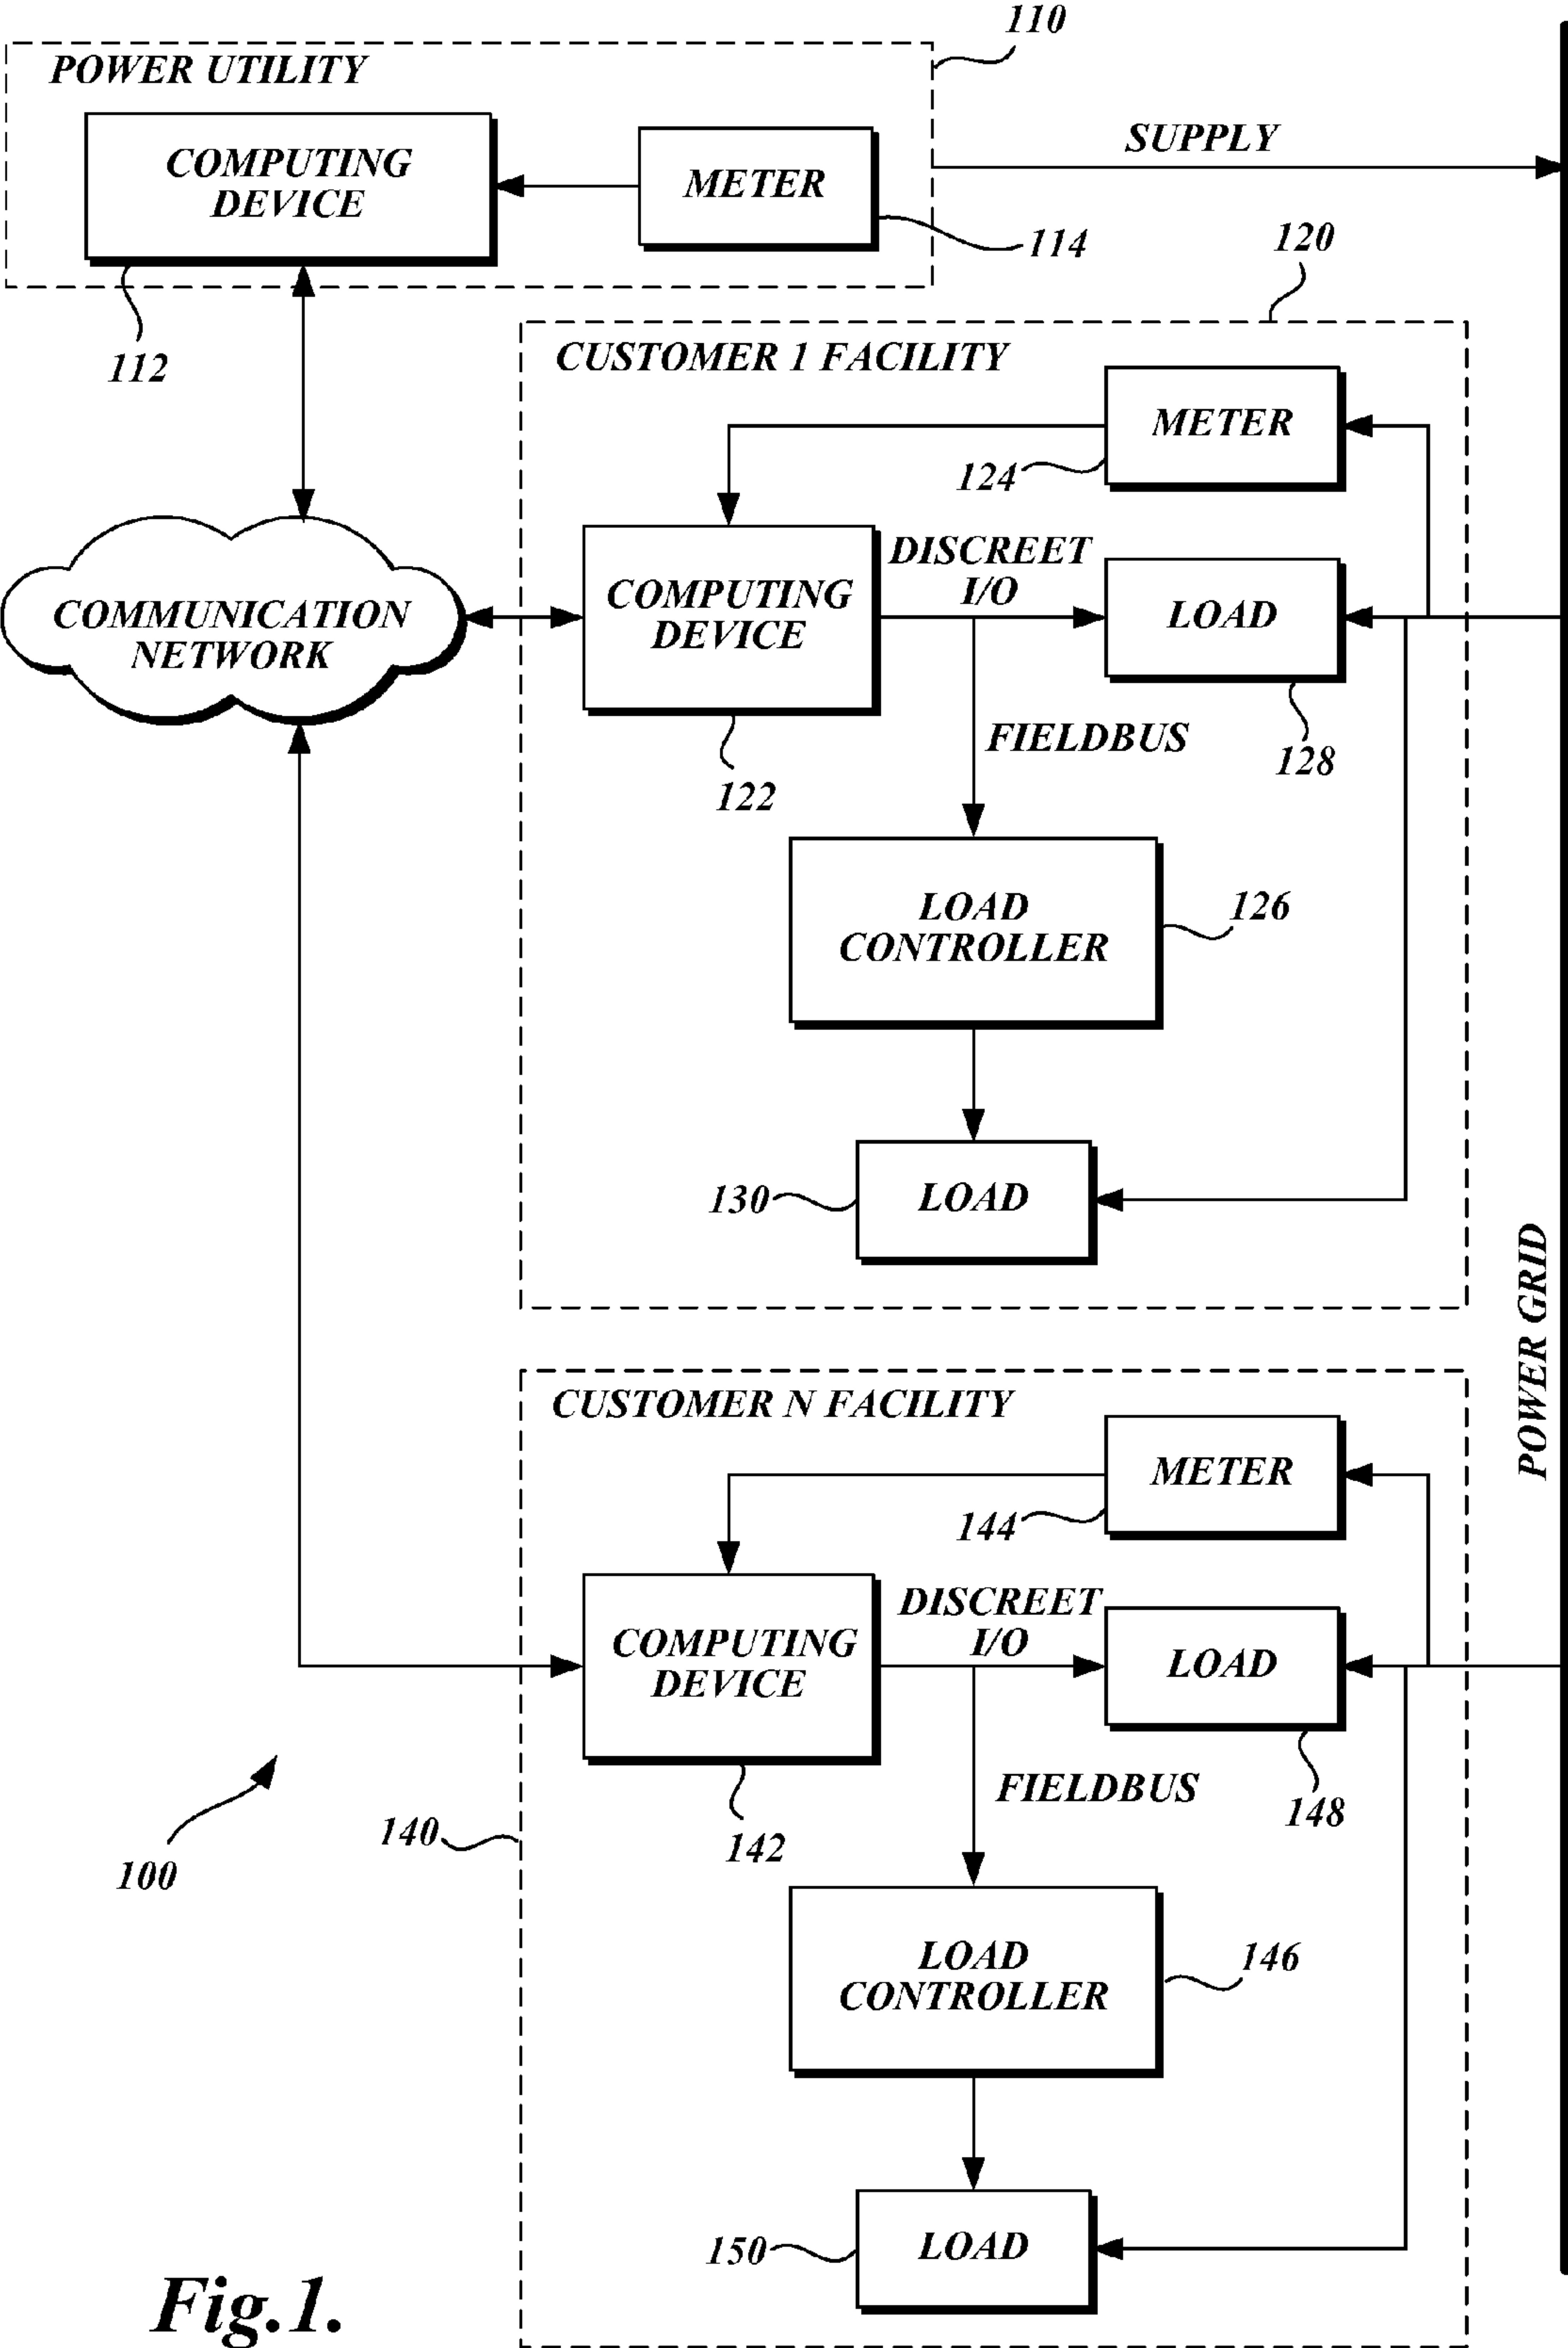 110
POWER UTILITY
COMPUTING
DEVICE
METER
SUPPLY
114
112
120
CUSTOMER 1 FACILITY
METER
124
COMMUNICATION
NETWORK
COMPUTING
DEVICE
DISCREET
I/O
LOAD
128
122
FIELDBUS
LOAD
CONTROLLER
126
130
LOAD
POWER GRID
CUSTOMER N FACILITY
METER
144
COMPUTING
DEVICE
DISCREET
I/O
LOAD
148
142
FIELDBUS
140
100
LOAD
CONTROLLER
146
150
LOAD
Fig.1.